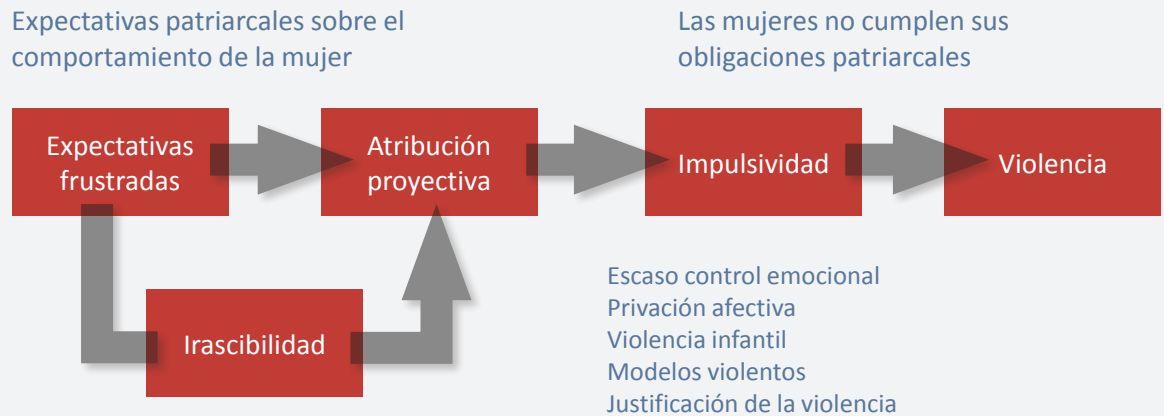 Expectativas patriarcales sobre el
comportamiento de la mujer
Las mujeres no cumplen sus
obligaciones patriarcales
Expectativas
frustradas
Atribución
proyectiva
Impulsividad
Violencia
Irascibilidad
Escaso control emocional
Privación afectiva
Violencia infantil
Modelos violentos
Justificación de la violencia